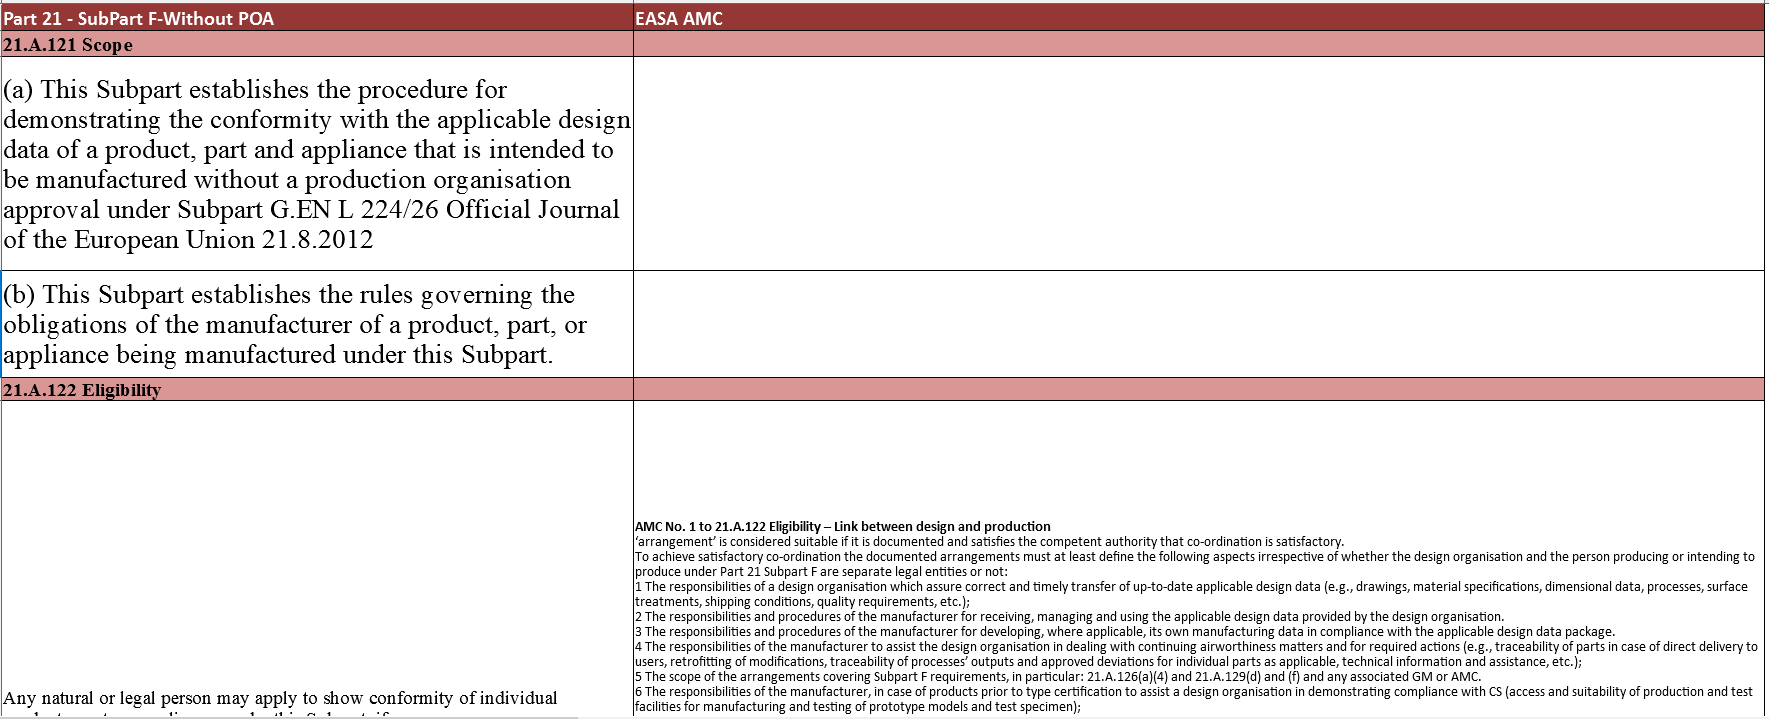 Part 21 - SubPart F-Without POA
EASA AMC
21.A.121 Scope
(a) This Subpart establishes the procedure for
demonstrating the conformity with the applicable design
data of a product, part and appliance that is intended to
be manufactured without a production organisation
approval under Subpart G.EN L 224/26 Official Journal
of the European Union 21.8.2012
(b) This Subpart establishes the rules governing the
obligations of the manufacturer of a product, part, or
appliance being manufactured under this Subpart.
21.A.122 Eligibility
Any natural or legal person may apply to show conformity of individual
AMC No. 1 to 21.A.122 Eligibility – Link between design and production
‘arrangement’ is considered suitable if it is documented and satisfies the competent authority that co-ordination is satisfactory.
To achieve satisfactory co-ordination the documented arrangements must at least define the following aspects irrespective of whether the design organisation and the person producing or intending to
produce under Part 21 Subpart F are separate legal entities or not:
1 The responsibilities of a design organisation which assure correct and timely transfer of up-to-date applicable design data (e.g., drawings, material specifications, dimensional data, processes, surface
treatments, shipping conditions, quality requirements, etc.);
2 The responsibilities and procedures of the manufacturer for receiving, managing and using the applicable design data provided by the design organisation.
3 The responsibilities and procedures of the manufacturer for developing, where applicable, its own manufacturing data in compliance with the applicable design data package.
4 The responsibilities of the manufacturer to assist the design organisation in dealing with continuing airworthiness matters and for required actions (e.g., traceability of parts in case of direct delivery to
users, retrofitting of modifications, traceability of processes’ outputs and approved deviations for individual parts as applicable, technical information and assistance, etc.);
5 The scope of the arrangements covering Subpart F requirements, in particular: 21.A.126(a)(4) and 21.A.129(d) and (f) and any associated GM or AMC.
6 The responsibilities of the manufacturer, in case of products prior to type certification to assist a design organisation in demonstrating compliance with CS (access and suitability of production and test
facilities for manufacturing and testing of prototype models and test specimen);